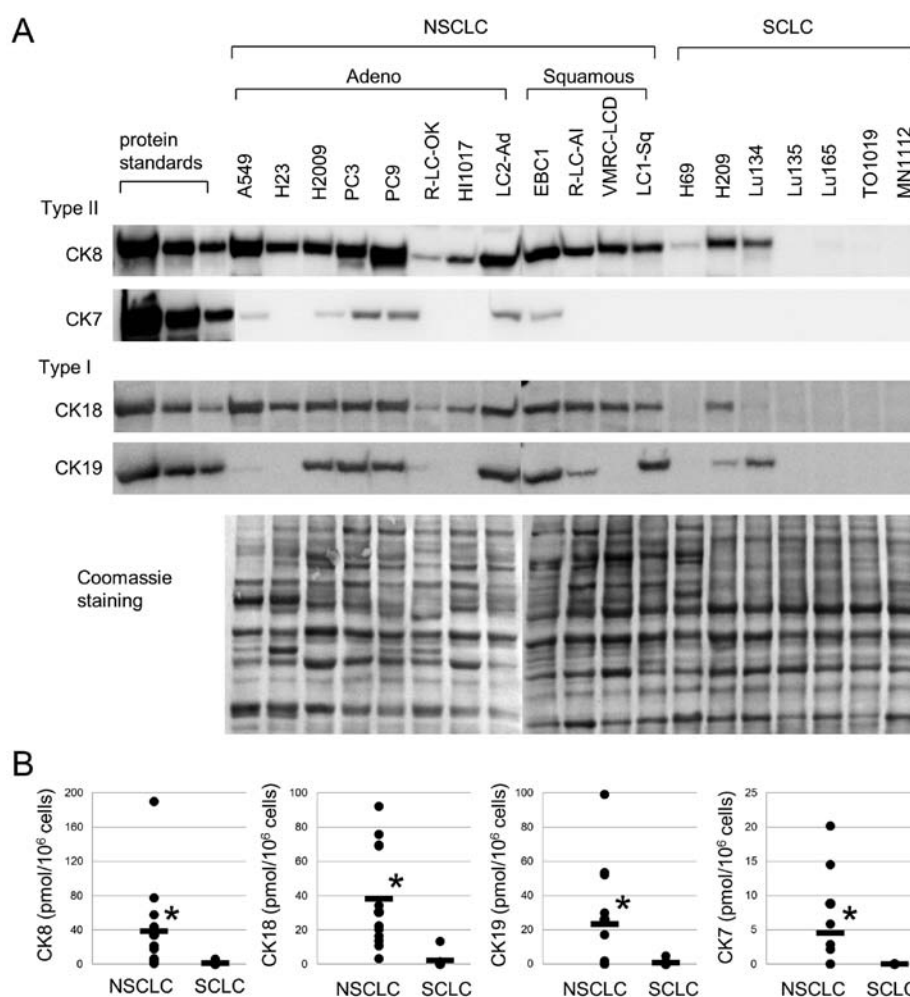 A
NSCLC SCLC
Adeno Squamous
protein
standards
A549 H23 H2009 PC3 PC9 R-LC-OK HI1017 LC2-Ad EBC1 R-LC-AI VMRC-LCD LC1-Sq H69 H209 Lu134 Lu135 Lu165 TO1019 MN1112
Type II
CK8
CK7
Type I
CK18
CK19
Coomassie
staining
B
CK8 (pmol/10⁶ cells)
200
160
120
80
40
0
*
NSCLC SCLC
CK18 (pmol/10⁶ cells)
100
80
60
40
20
0
*
NSCLC SCLC
CK19 (pmol/10⁶ cells)
100
80
60
40
20
0
*
NSCLC SCLC
CK7 (pmol/10⁶ cells)
25
20
15
10
5
0
*
NSCLC SCLC